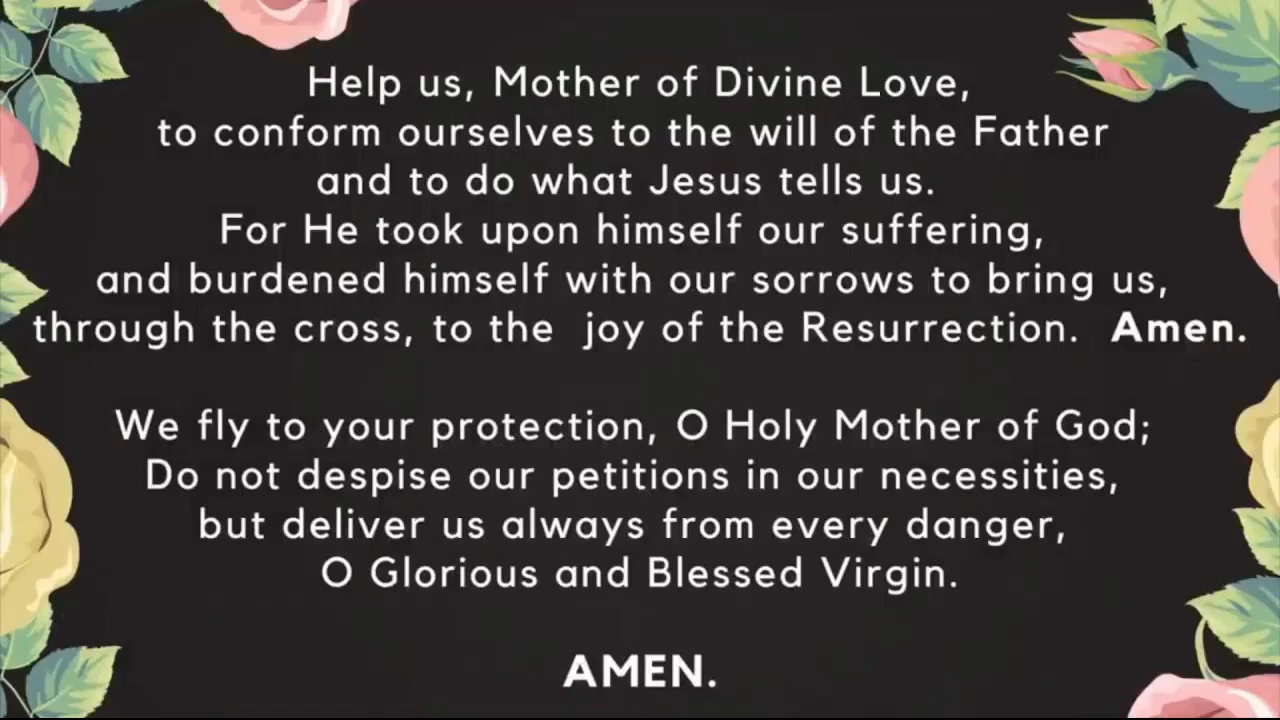 Help us, Mother of Divine Love,
to conform ourselves to the will of the Father
and to do what Jesus tells us.
For He took upon himself our suffering,
and burdened himself with our sorrows to bring us,
through the cross, to the joy of the Resurrection. Amen.
We fly to your protection, O Holy Mother of God;
Do not despise our petitions in our necessities,
but deliver us always from every danger,
O Glorious and Blessed Virgin.
AMEN.